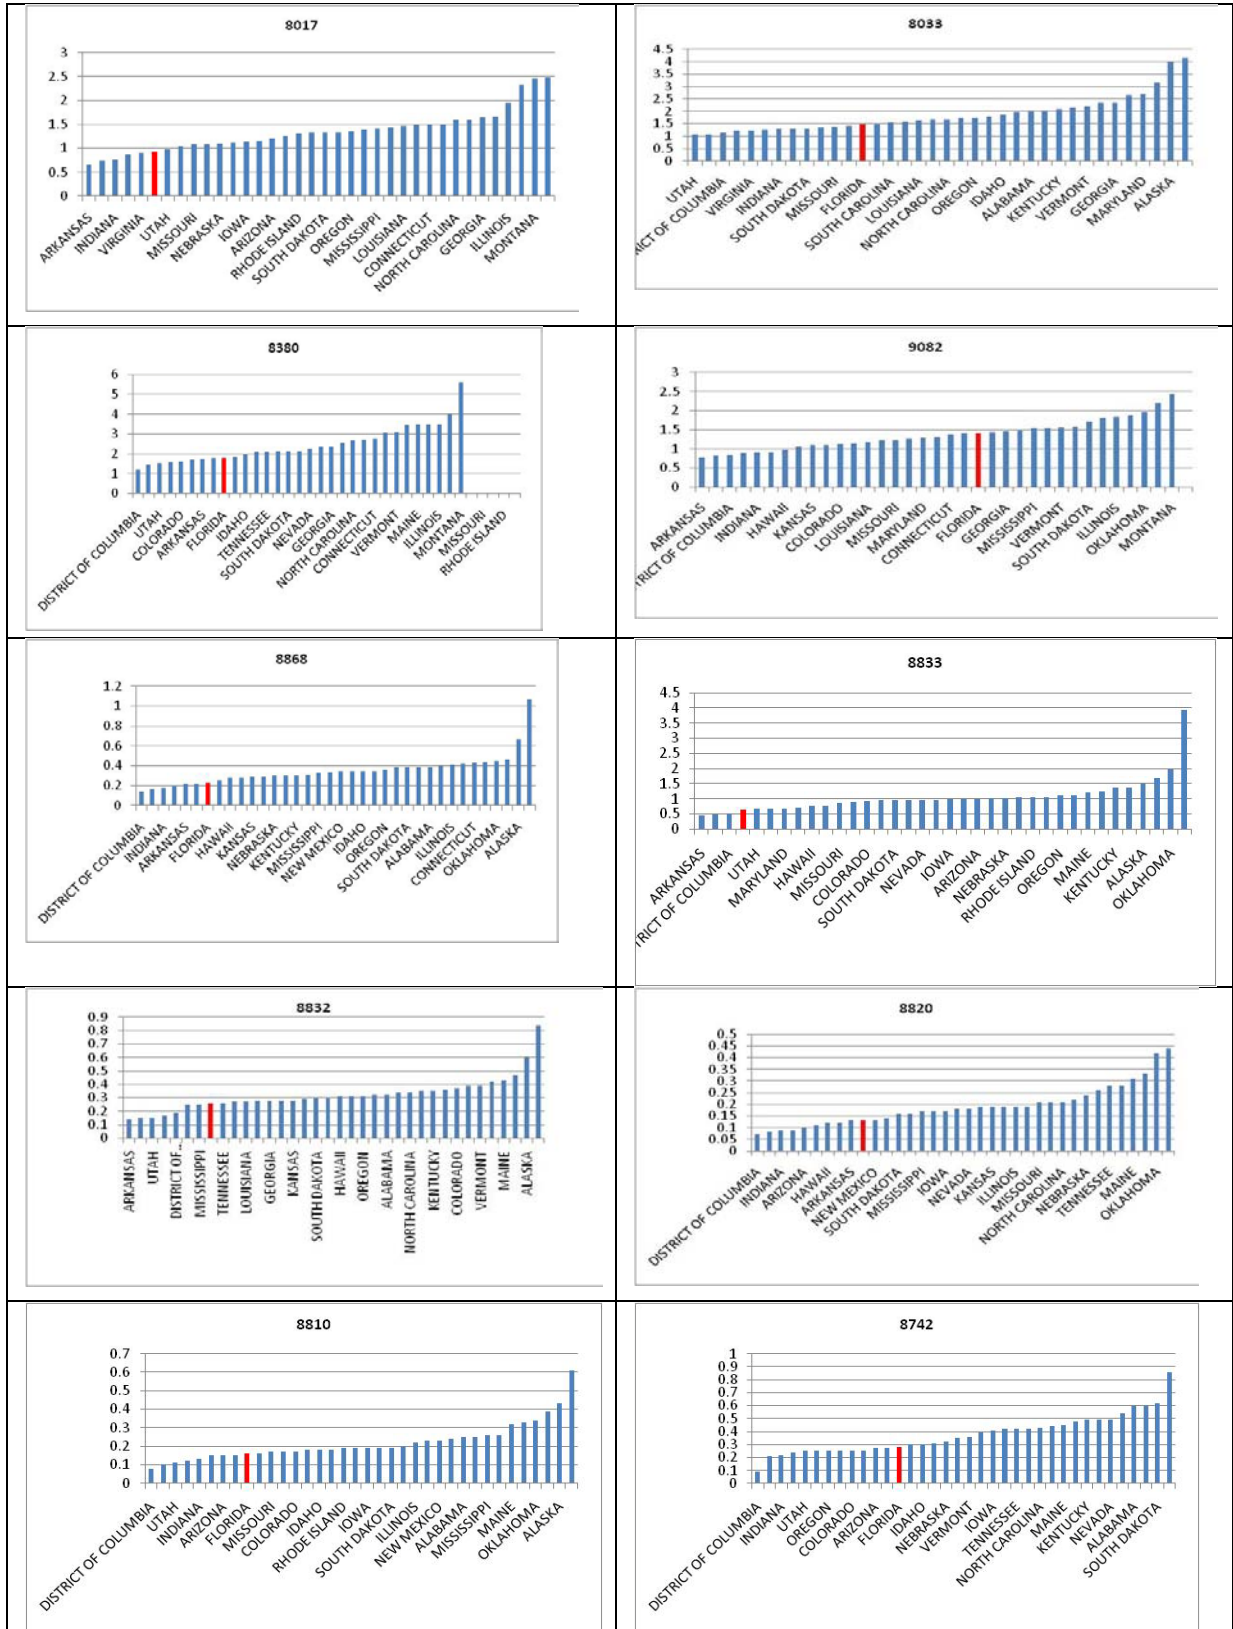 8017
3
2.5
2
1.5
1
0.5
0
ARKANSAS
INDIANA
VIRGINIA
UTAH
MISSOURI
NEBRASKA
IOWA
ARIZONA
RHODE ISLAND
SOUTH DAKOTA
OREGON
MISSISSIPPI
LOUISIANA
CONNECTICUT
NORTH CAROLINA
GEORGIA
ILLINOIS
MONTANA
8033
4.5
4
3.5
3
2.5
2
1.5
1
0.5
0
UTAH
RICT OF COLUMBIA
VIRGINIA
INDIANA
SOUTH DAKOTA
MISSOURI
FLORIDA
SOUTH CAROLINA
LOUISIANA
NORTH CAROLINA
OREGON
IDAHO
ALABAMA
KENTUCKY
VERMONT
GEORGIA
MARYLAND
ALASKA
8380
6
5
4
3
2
1
0
DISTRICT OF COLUMBIA
UTAH
COLORADO
ARKANSAS
FLORIDA
IDAHO
TENNESSEE
SOUTH DAKOTA
NEVADA
GEORGIA
NORTH CAROLINA
CONNECTICUT
VERMONT
MAINE
ILLINOIS
MONTANA
MISSOURI
RHODE ISLAND
9082
3
2.5
2
1.5
1
0.5
0
ARKANSAS
TRICT OF COLUMBIA
INDIANA
HAWAII
KANSAS
COLORADO
LOUISIANA
MISSOURI
MARYLAND
CONNECTICUT
FLORIDA
GEORGIA
MISSISSIPPI
VERMONT
SOUTH DAKOTA
ILLINOIS
OKLAHOMA
MONTANA
8868
1.2
1
0.8
0.6
0.4
0.2
0
DISTRICT OF COLUMBIA
INDIANA
ARKANSAS
FLORIDA
HAWAII
KANSAS
NEBRASKA
KENTUCKY
MISSISSIPPI
NEW MEXICO
IDAHO
OREGON
SOUTH DAKOTA
ALABAMA
ILLINOIS
CONNECTICUT
OKLAHOMA
ALASKA
8833
4.5
4
3.5
3
2.5
2
1.5
1
0.5
0
ARKANSAS
TRICT OF COLUMBIA
UTAH
MARYLAND
HAWAII
MISSOURI
COLORADO
SOUTH DAKOTA
NEVADA
IOWA
ARIZONA
NEBRASKA
RHODE ISLAND
OREGON
MAINE
KENTUCKY
ALASKA
OKLAHOMA
8832
0.9
0.8
0.7
0.6
0.5
0.4
0.3
0.2
0.1
0
ARKANSAS
UTAH
DISTRICT OF...
MISSISSIPPI
TENNESSEE
LOUISIANA
GEORGIA
KANSAS
SOUTH DAKOTA
HAWAII
OREGON
ALABAMA
NORTH CAROLINA
KENTUCKY
COLORADO
VERMONT
MAINE
ALASKA
8820
0.5
0.45
0.4
0.35
0.3
0.25
0.2
0.15
0.1
0.05
0
DISTRICT OF COLUMBIA
INDIANA
ARIZONA
HAWAII
ARKANSAS
NEW MEXICO
SOUTH DAKOTA
MISSISSIPPI
IOWA
NEVADA
KANSAS
ILLINOIS
MISSOURI
NORTH CAROLINA
NEBRASKA
TENNESSEE
MAINE
OKLAHOMA
8810
0.7
0.6
0.5
0.4
0.3
0.2
0.1
0
DISTRICT OF COLUMBIA
UTAH
INDIANA
ARIZONA
FLORIDA
MISSOURI
COLORADO
IDAHO
RHODE ISLAND
IOWA
SOUTH DAKOTA
ILLINOIS
NEW MEXICO
ALABAMA
MISSISSIPPI
MAINE
OKLAHOMA
ALASKA
8742
1
0.9
0.8
0.7
0.6
0.5
0.4
0.3
0.2
0.1
0
DISTRICT OF COLUMBIA
INDIANA
UTAH
OREGON
COLORADO
ARIZONA
FLORIDA
IDAHO
NEBRASKA
VERMONT
IOWA
TENNESSEE
NORTH CAROLINA
MAINE
KENTUCKY
NEVADA
ALABAMA
SOUTH DAKOTA